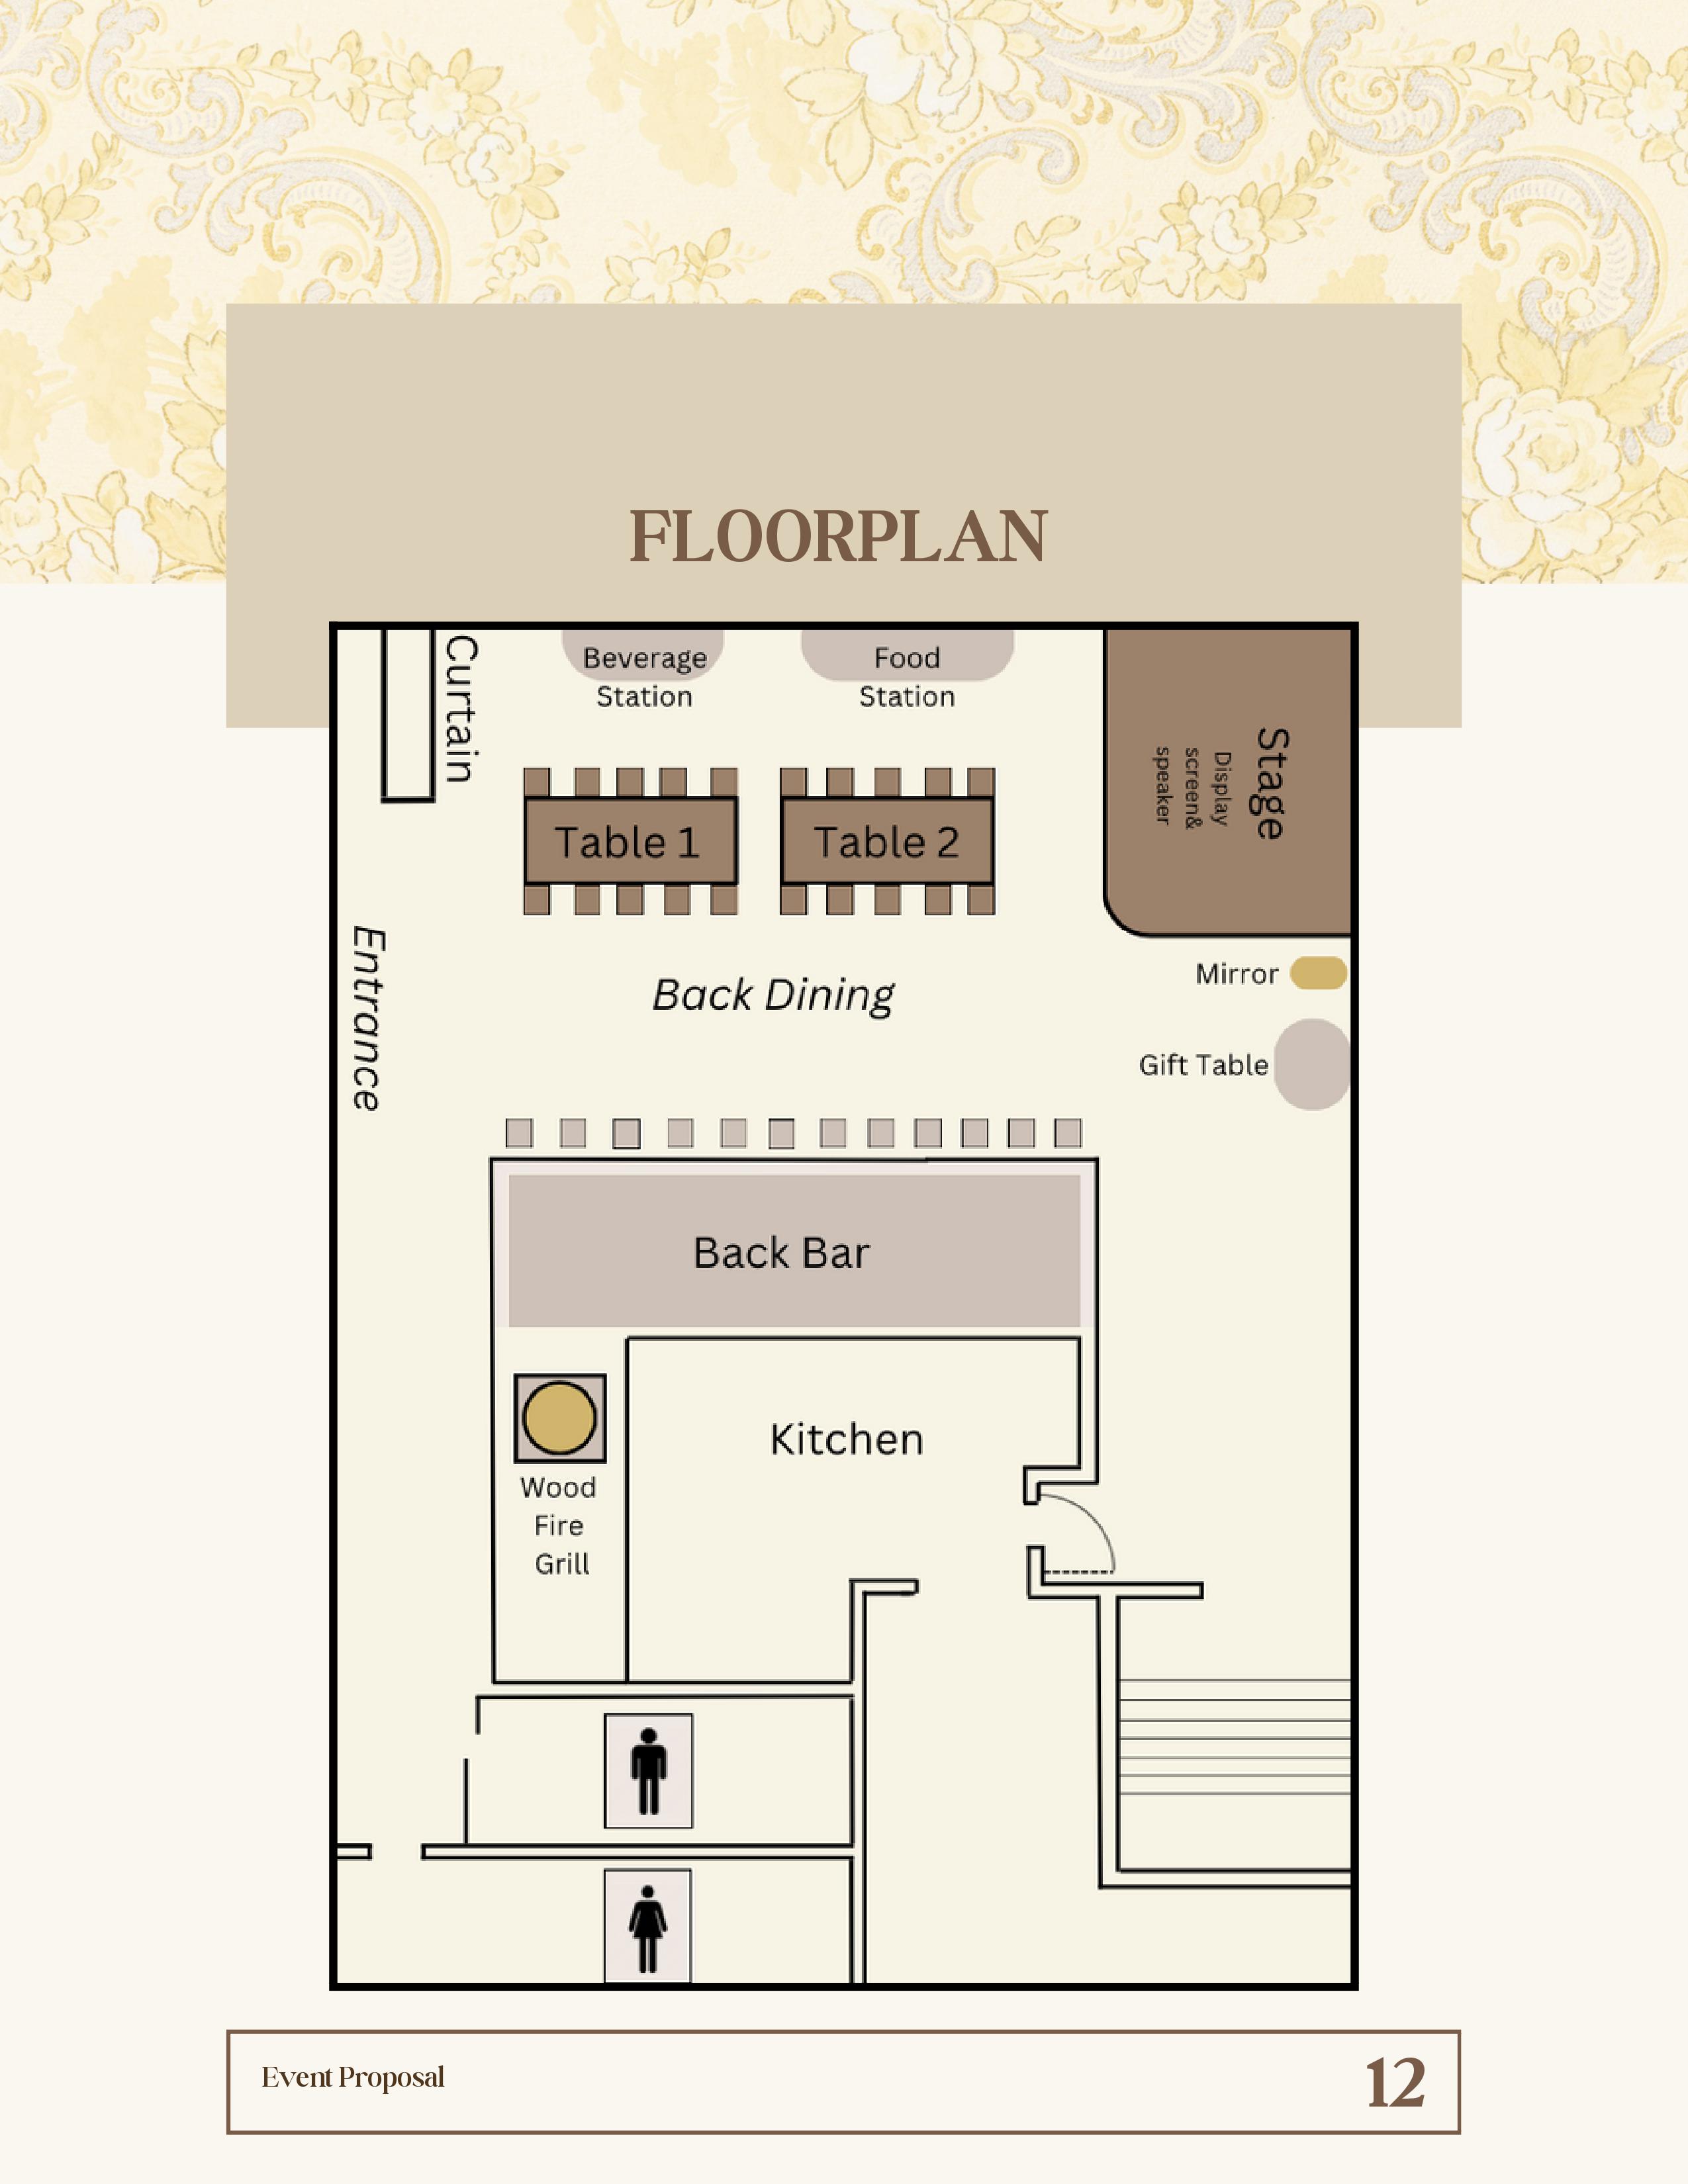 FLOORPLAN
Curtain
Beverage
Station
Food
Station
Stage
Display
screen&
speaker
Table 1
Table 2
Entrance
Back Dining
Mirror
Gift Table
Back Bar
Kitchen
Wood
Fire
Grill
Event Proposal
12